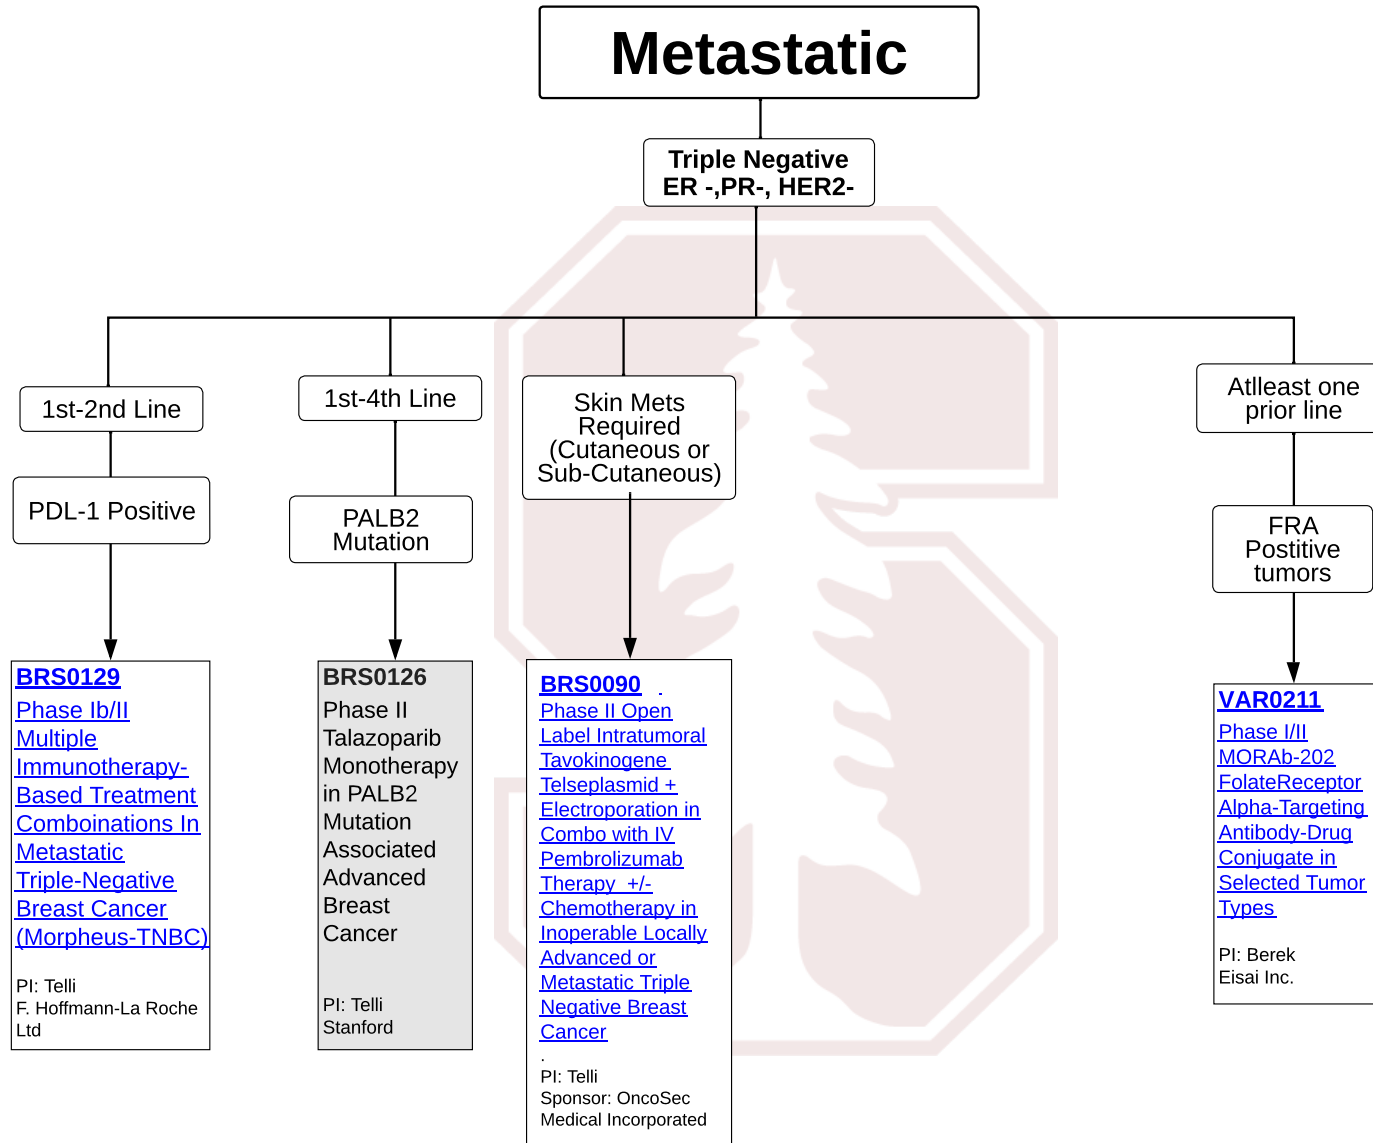 Metastatic
Triple Negative
ER -,PR-, HER2-
1st-2nd Line
PDL-1 Positive
BRS0129
Phase Ib/II
Multiple
Immunotherapy-
Based Treatment
Comboinations In
Metastatic
Triple-Negative
Breast Cancer
(Morpheus-TNBC)
PI: Telli
F. Hoffmann-La Roche
Ltd
1st-4th Line
PALB2
Mutation
BRS0126
Phase II
Talazoparib
Monotherapy
in PALB2
Mutation
Associated
Advanced
Breast
Cancer
PI: Telli
Stanford
Skin Mets
Required
(Cutaneous or
Sub-Cutaneous)
BRS0090 .
Phase II Open
Label Intratumoral
Tavokinogene
Telseplasmid +
Electroporation in
Combo with IV
Pembrolizumab
Therapy +/-
Chemotherapy in
Inoperable Locally
Advanced or
Metastatic Triple
Negative Breast
Cancer
.
PI: Telli
Sponsor: OncoSec
Medical Incorporated
Atlleast one
prior line
FRA
Postitive
tumors
VAR0211
Phase I/II
MORAb-202
FolateReceptor
Alpha-Targeting
Antibody-Drug
Conjugate in
Selected Tumor
Types
PI: Berek
Eisai Inc.